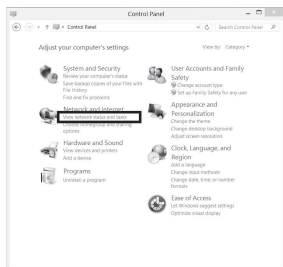 Control Panel
Control Panel
Search Control Panel
Adjust your computer's settings
View by: Category
System and Security
Review your computer's status
Save backup copies of your files with
File History
Find and fix problems
Network and Internet
View network status and tasks
Choose homegroup and sharing
options
Hardware and Sound
View devices and printers
Add a device
Programs
Uninstall a program
User Accounts and Family
Safety
Change account type
Set up Family Safety for any user
Appearance and
Personalization
Change the theme
Change desktop background
Adjust screen resolution
Clock, Language, and
Region
Add a language
Change input methods
Change date, time, or number
formats
Ease of Access
Let Windows suggest settings
Optimize visual display